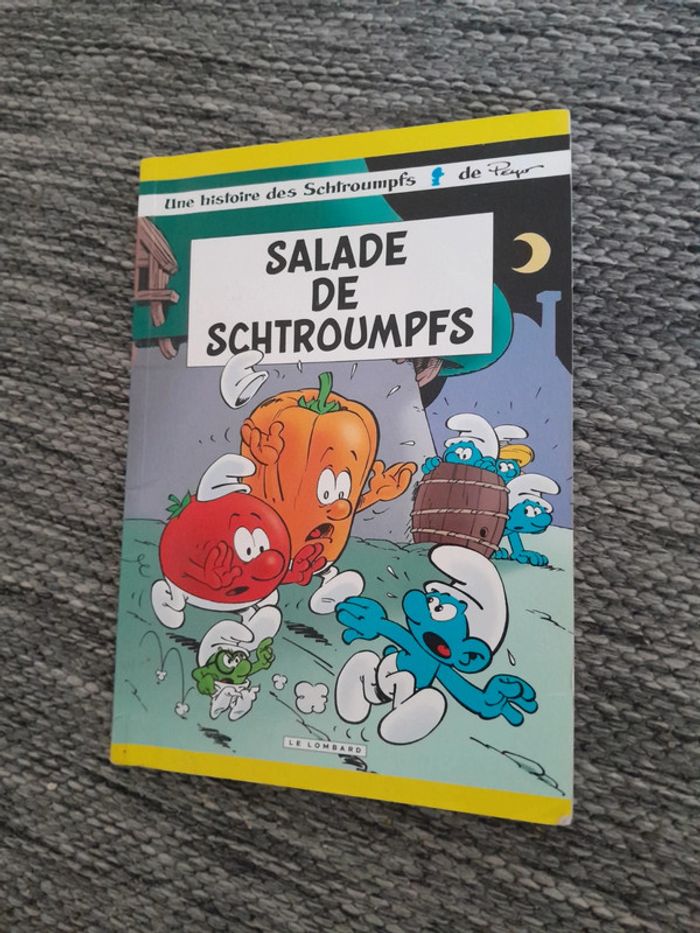 Une histoire des Schtroumpfs de Peyo
SALADE
DE
SCHTROUMPFS
LE LOMBARD